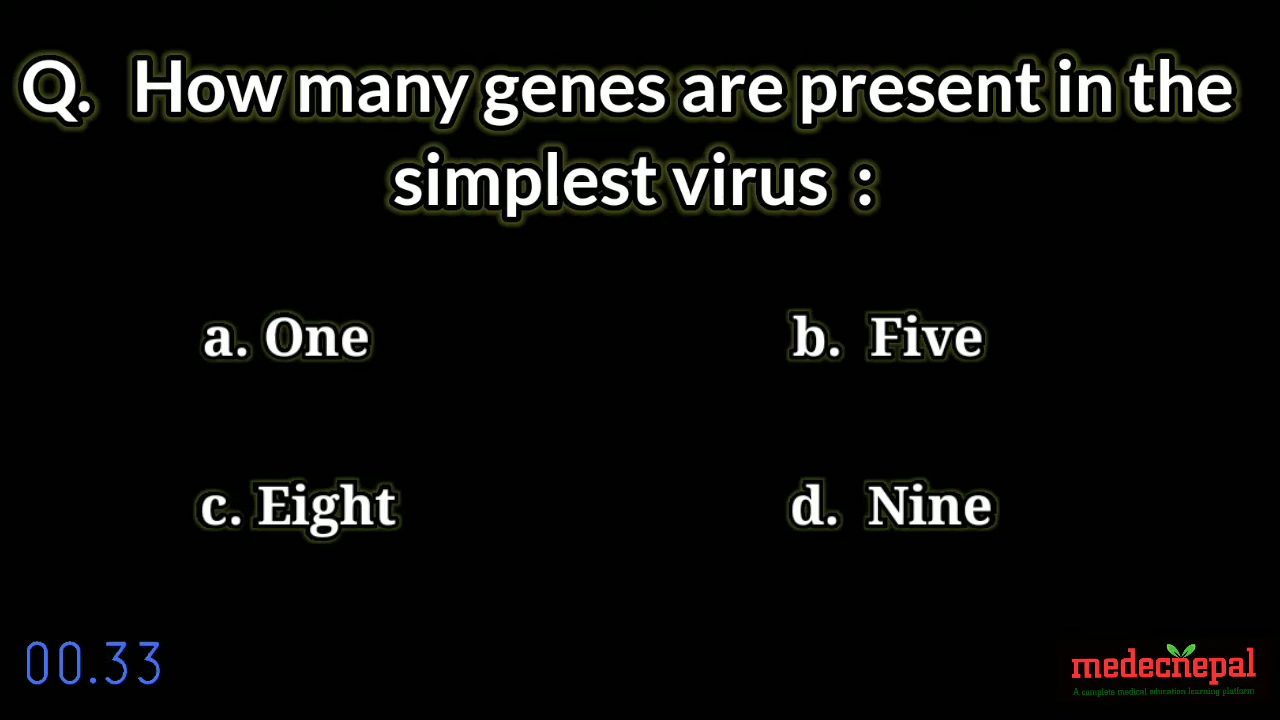 Q. How many genes are present in the
simplest virus :
a. One
b. Five
c. Eight
d. Nine
00.33
medecnepal
A complete medical education learning platform